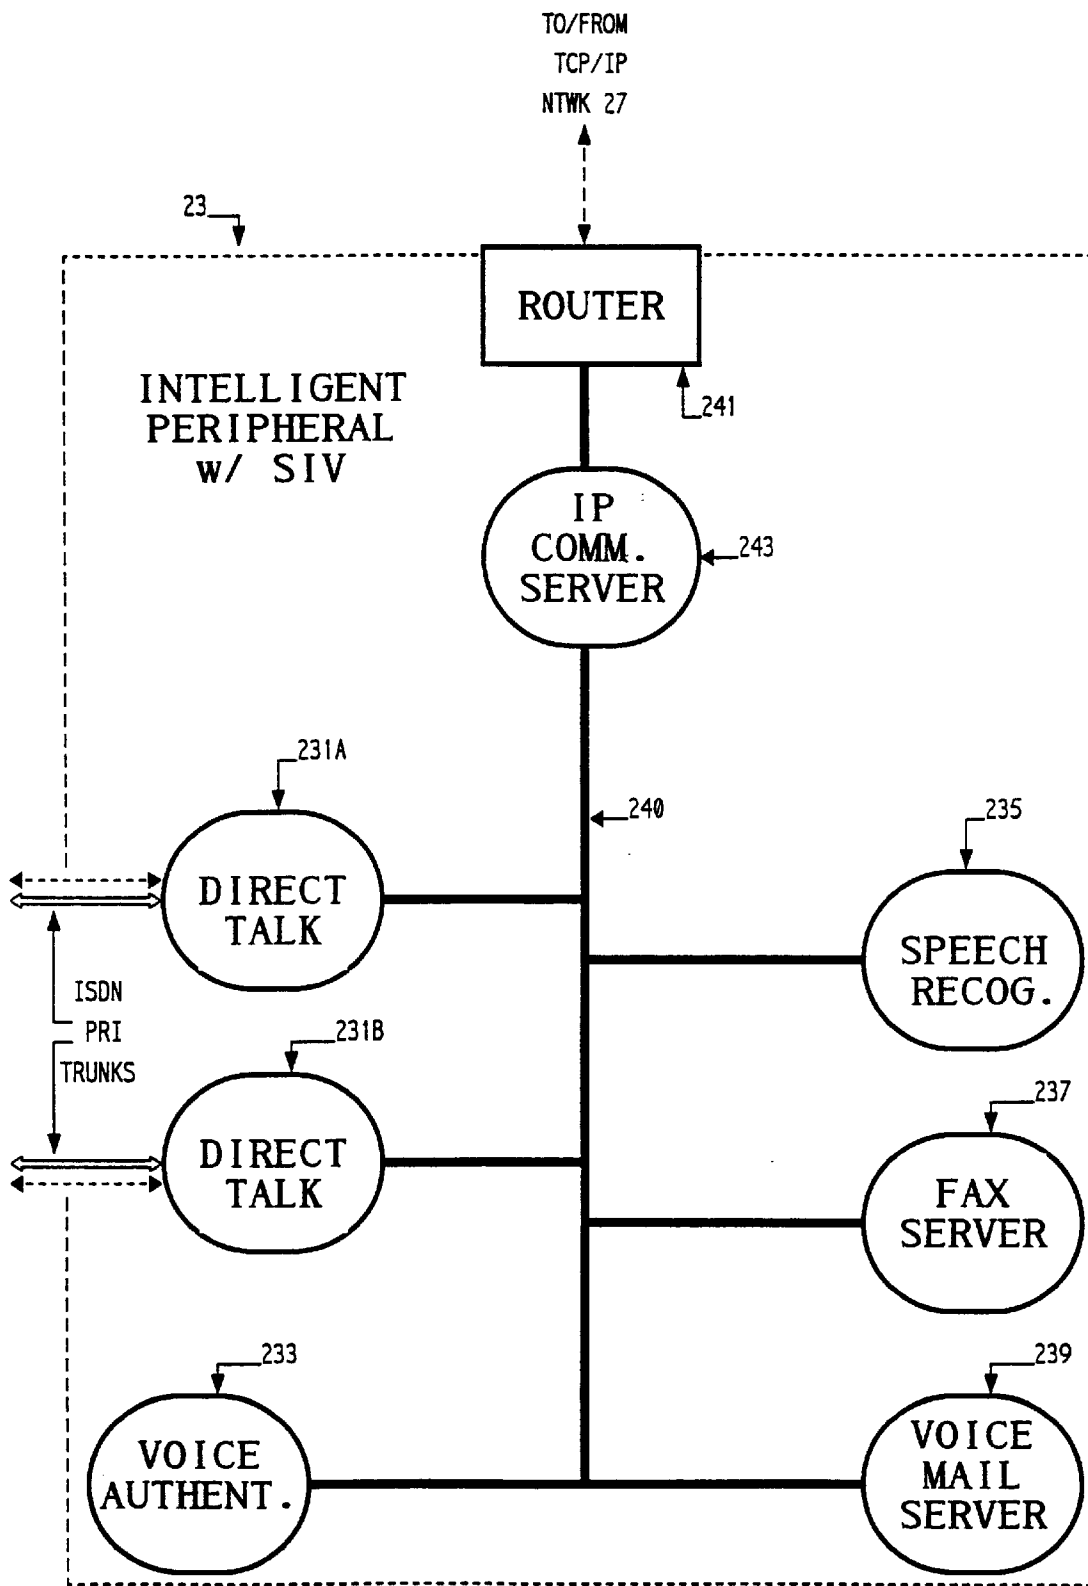 TO/FROM
TCP/IP
NTWK 27
23
ROUTER
241
INTELLIGENT
PERIPHERAL
w/ SIV
IP
COMM.
SERVER
243
231A
240
235
DIRECT
TALK
SPEECH
RECOG.
ISDN
PRI
TRUNKS
231B
237
DIRECT
TALK
FAX
SERVER
233
239
VOICE
AUTHENT.
VOICE
MAIL
SERVER